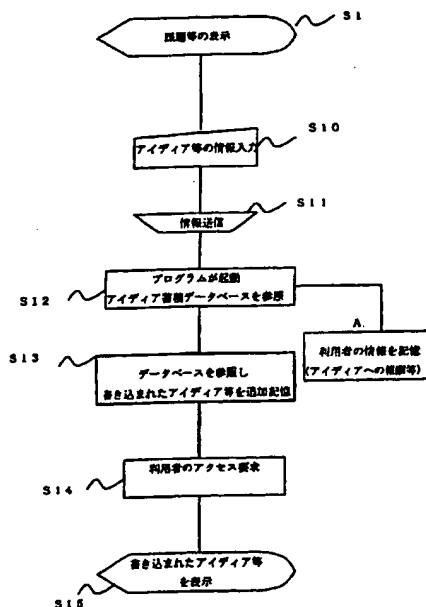 S1
課題等の表示
S10
アイディア等の情報入力
S11
情報送信
S12
プログラムが起動
アイディア蓄積データベースを参照
A.
利用者の情報を記憶
(アイディアへの報酬等)
S13
データベースを参照し
書き込まれたアイディア等を追加記憶
利用者のアクセス要求
S14
書き込まれたアイディア等
を表示
S15